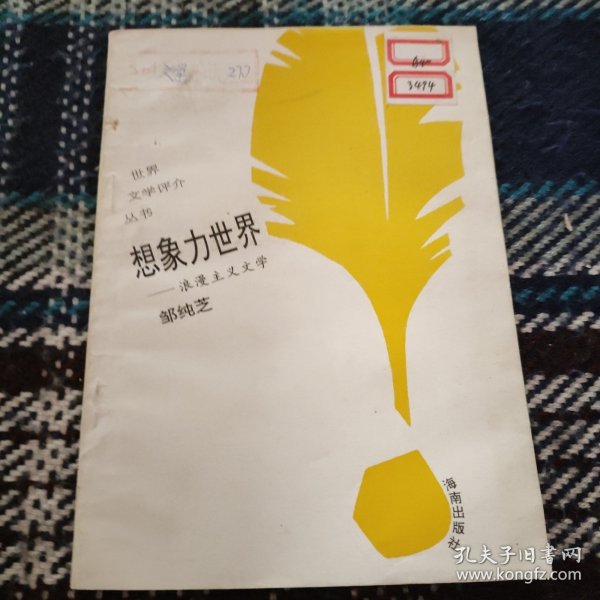 277
3494
世界
文学评介
丛书
想象力世界
——浪漫主义文学
邹纯芝
海南出版社
孔夫子旧书网
www.kongfz.com